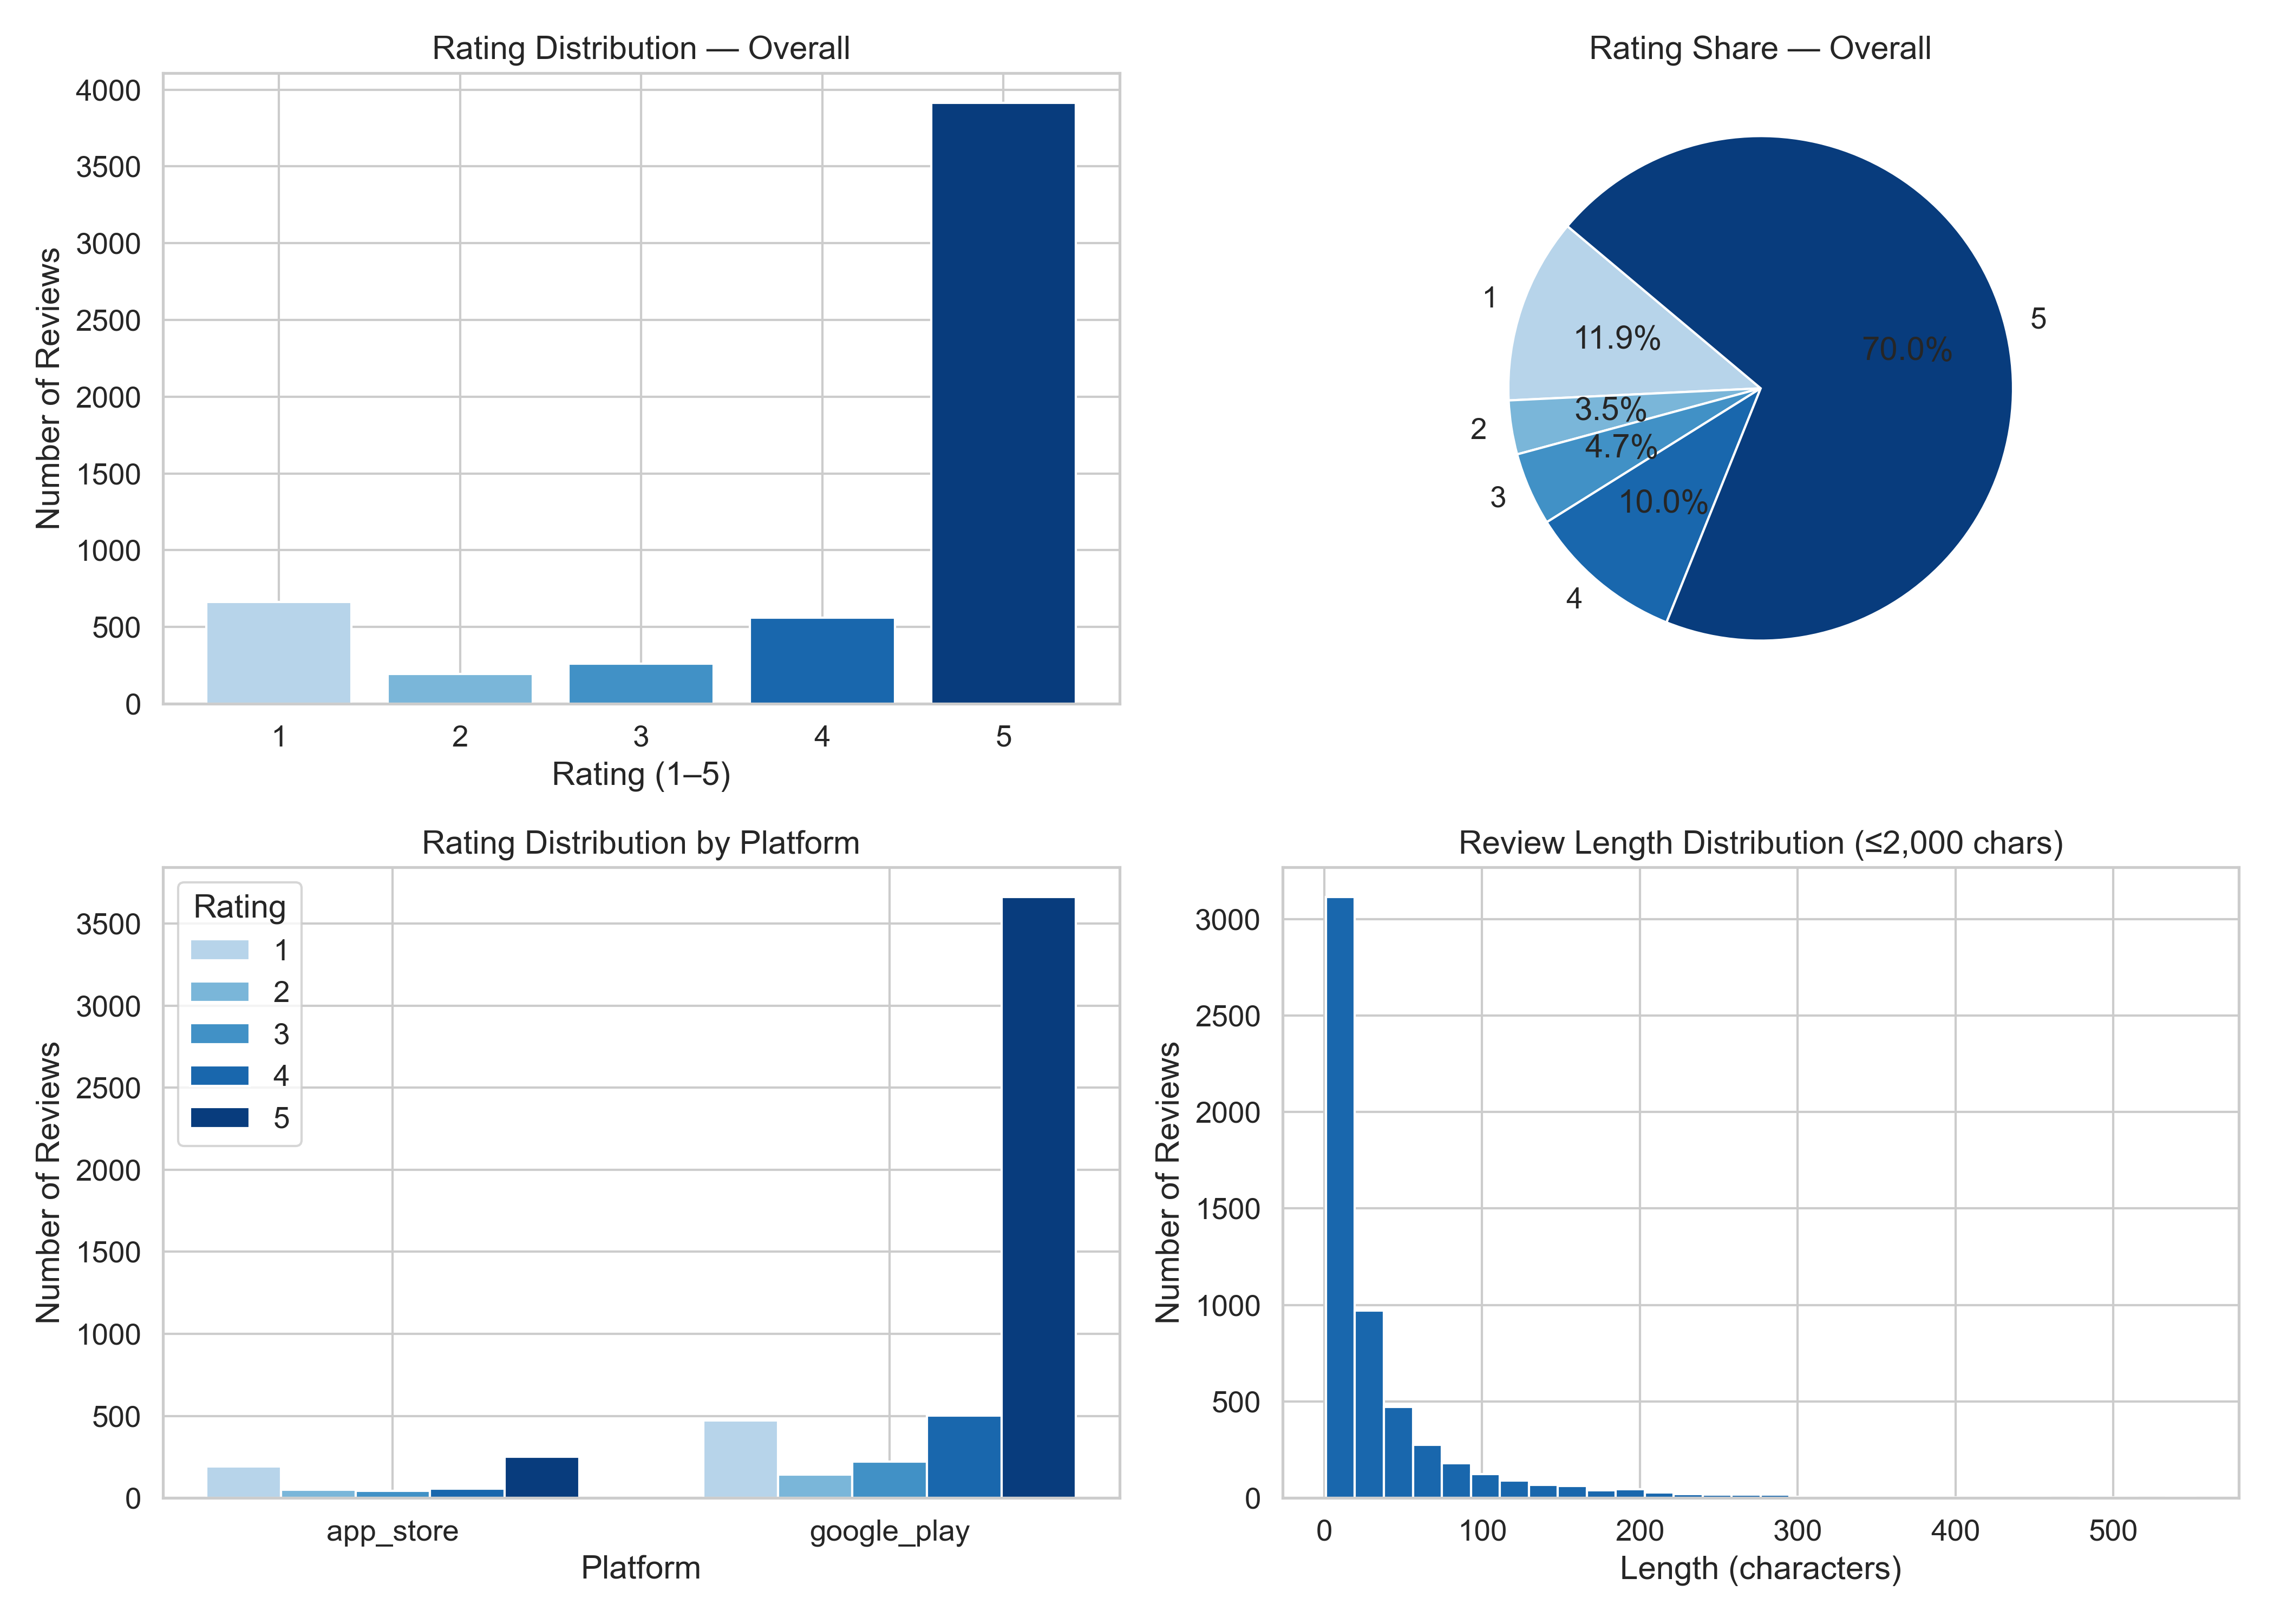 Rating Distribution — Overall
4000
3500
3000
2500
2000
1500
1000
500
0
Number of Reviews
1 2 3 4 5
Rating (1–5)
Rating Share — Overall
1
11.9%
2
3.5%
3
4.7%
4
10.0%
5
70.0%
Rating Distribution by Platform
Rating
1
2
3
4
5
3500
3000
2500
2000
1500
1000
500
0
Number of Reviews
app_store google_play
Platform
Review Length Distribution (≤2,000 chars)
3000
2500
2000
1500
1000
500
0
Number of Reviews
0 100 200 300 400 500
Length (characters)